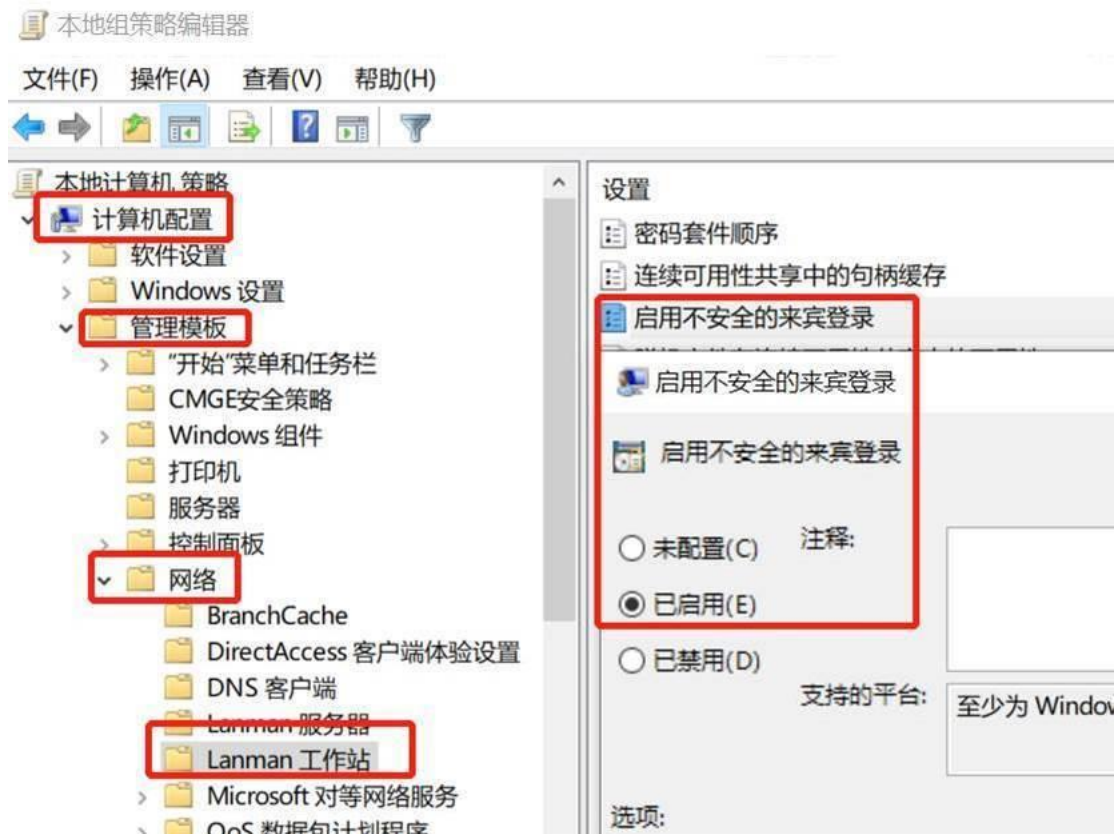 本地组策略编辑器
文件(F) 操作(A) 查看(V) 帮助(H)
本地计算机 策略
计算机配置
软件设置
Windows 设置
管理模板
“开始”菜单和任务栏
CMGE安全策略
Windows 组件
打印机
服务器
控制面板
网络
BranchCache
DirectAccess 客户端体验设置
DNS 客户端
Lanman 服务器
Lanman 工作站
Microsoft 对等网络服务
QoS 数据包计划程序
设置
密码套件顺序
连续可用性共享中的句柄缓存
启用不安全的来宾登录
启用不安全的来宾登录
启用不安全的来宾登录
未配置(C) 注释:
已启用(E)
已禁用(D)
支持的平台: 至少为 Window
选项: